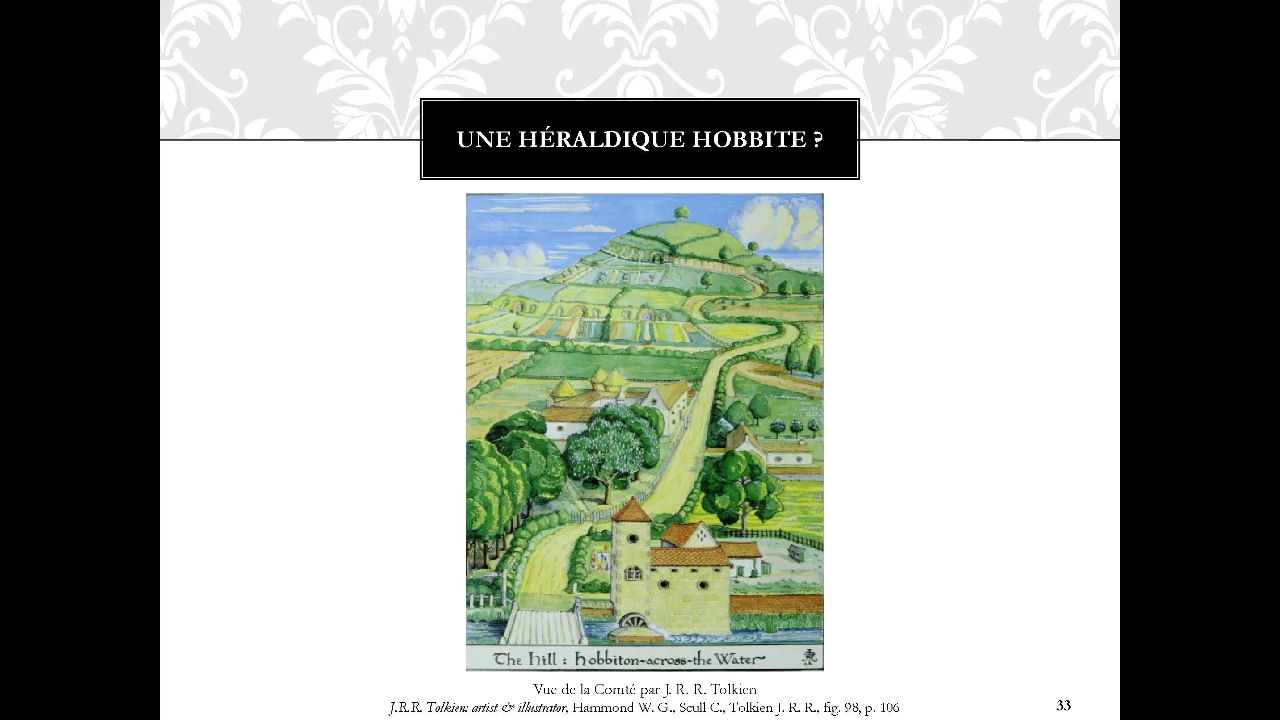 UNE HÉRALDIQUE HOBBITE ?
The Hill : Hobbiton-across-the Water
Vue de la Comté par J. R. R. Tolkien
J.R.R. Tolkien: artist & illustrator, Hammond W. G., Scull C., Tolkien J. R. R., fig. 98, p. 106
33